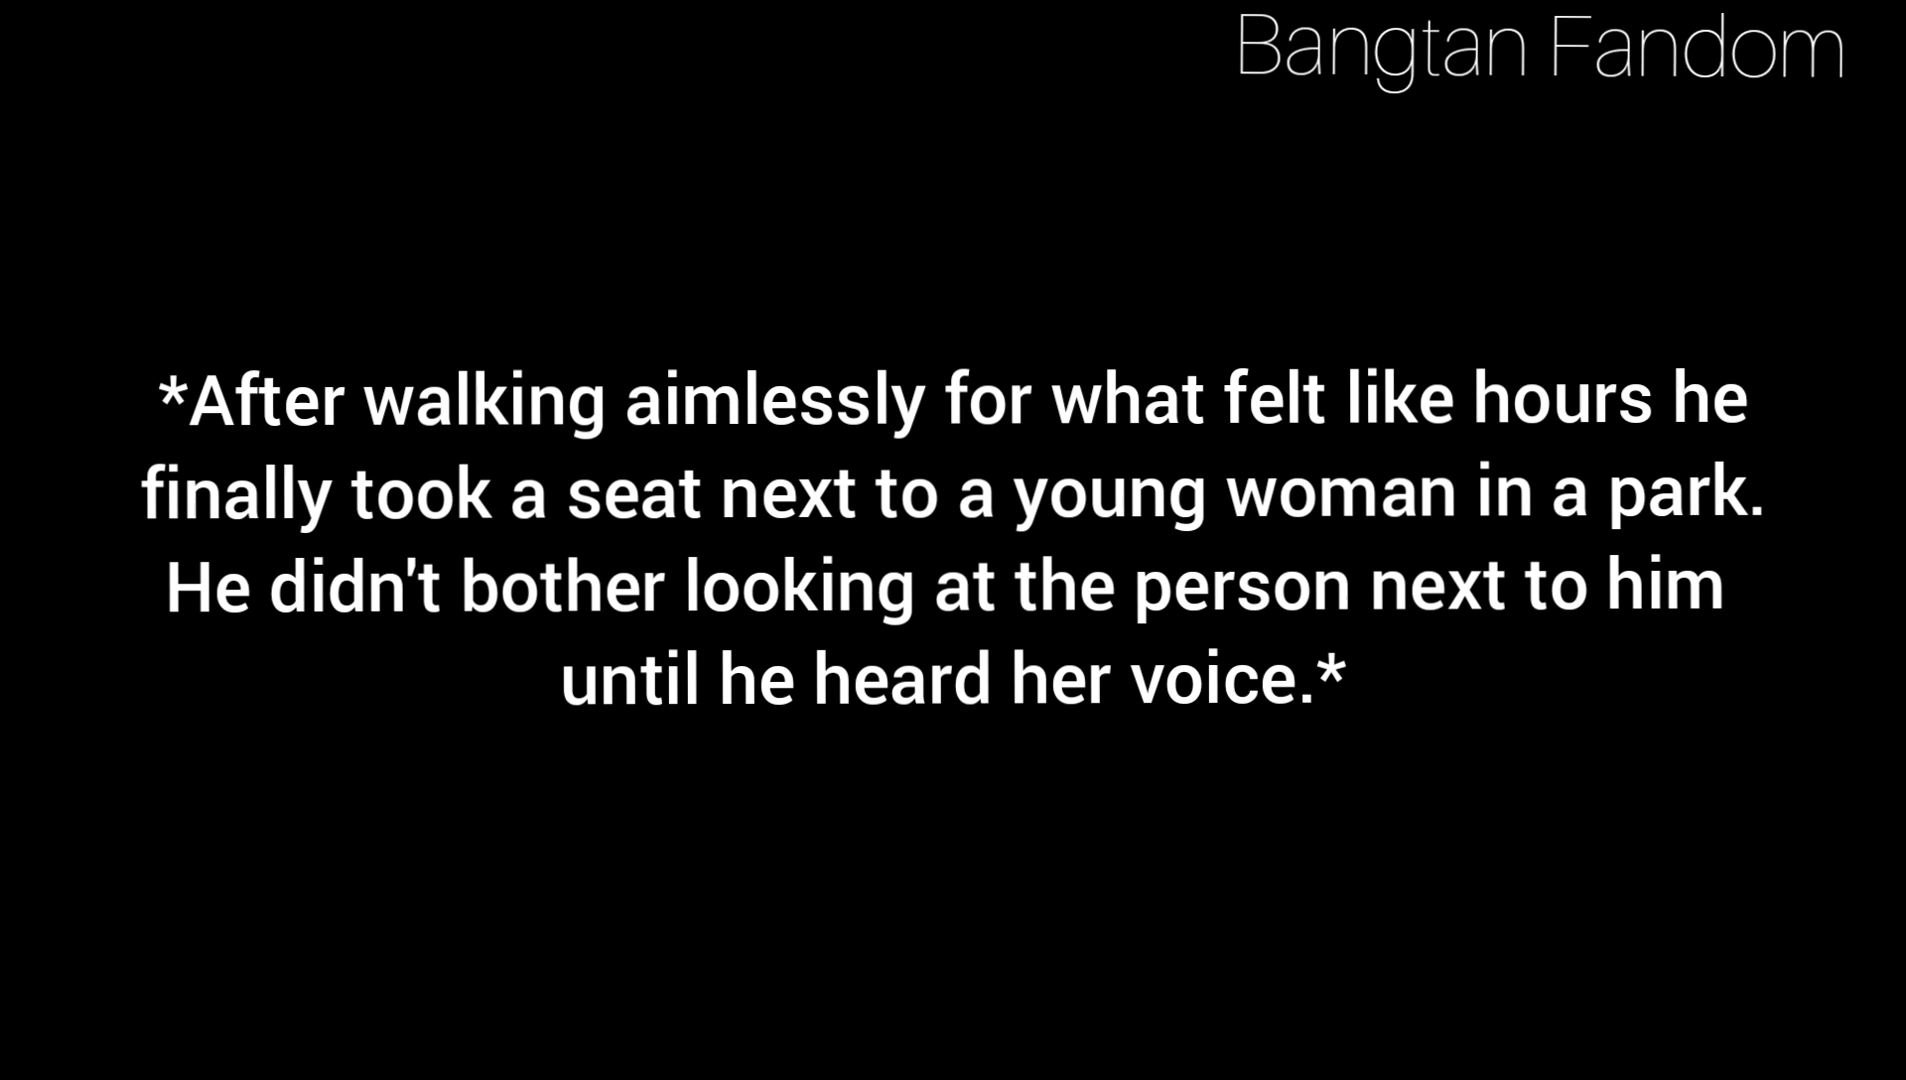 Bangtan Fandom
*After walking aimlessly for what felt like hours he
finally took a seat next to a young woman in a park.
He didn't bother looking at the person next to him
until he heard her voice.*